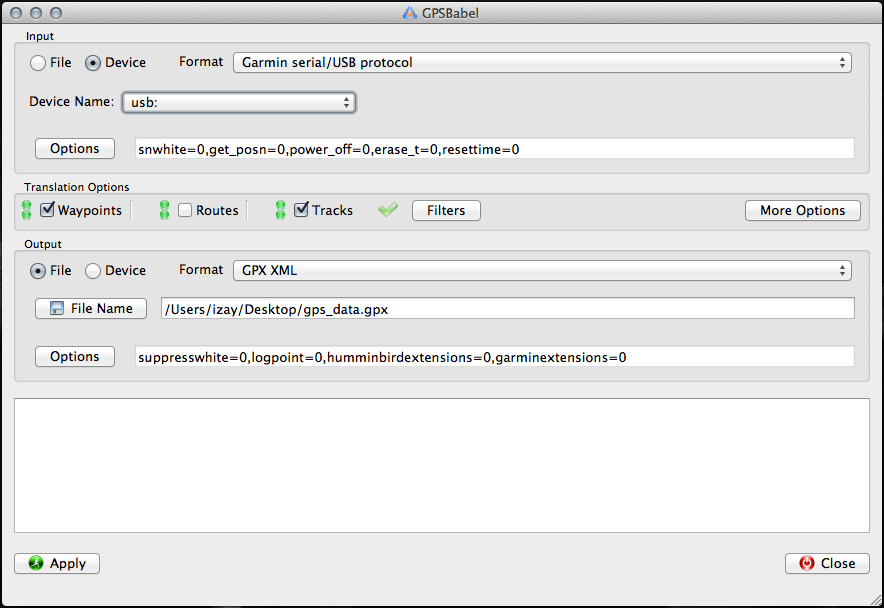 GPSBabel
Input
File Device Format Garmin serial/USB protocol
Device Name: usb:
Options snwhite=0,get_posn=0,power_off=0,erase_t=0,resettime=0
Translation Options
Waypoints Routes Tracks Filters More Options
Output
File Device Format GPX XML
File Name /Users/izay/Desktop/gps_data.gpx
Options suppresswhite=0,logpoint=0,humminbirdextensions=0,garminextensions=0
Apply Close